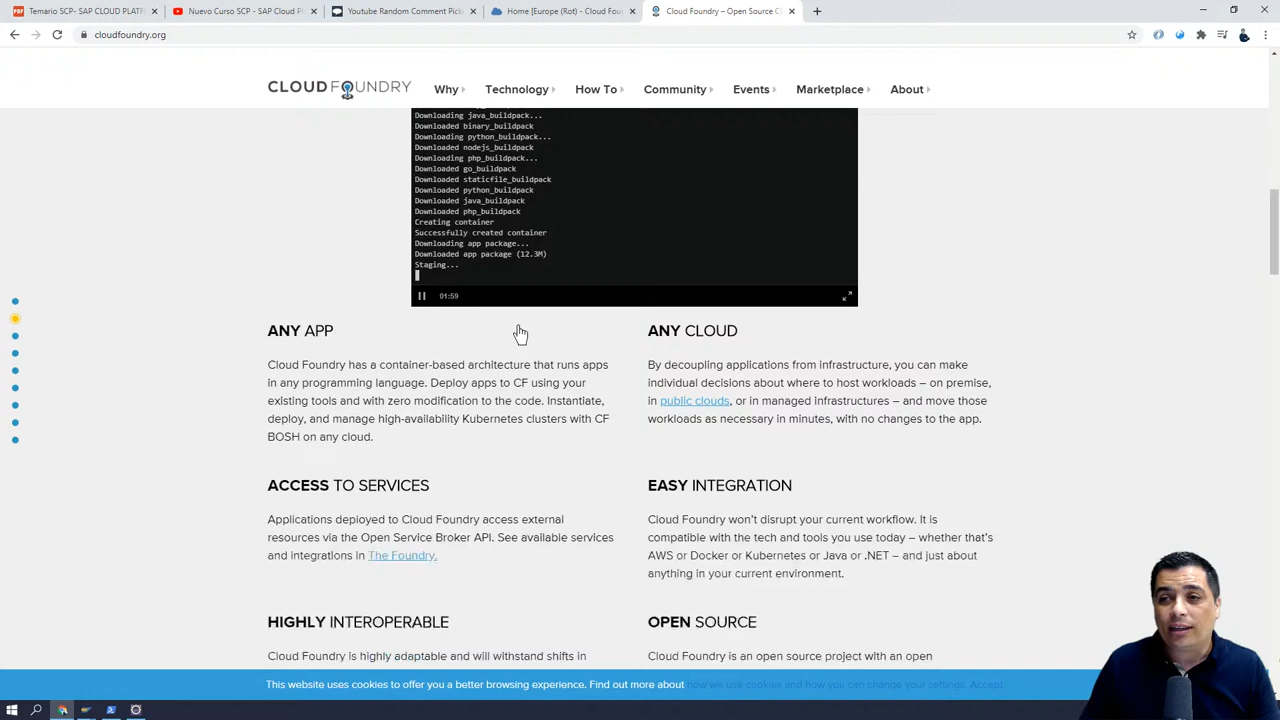 Temario SCP- SAP CLOUD PLATF
Nuevo Curso SCP - SAP Cloud Pl
Youtube Random Comment Picke
Home [Europe (Rot) - Cloud Fou
Cloud Foundry – Open Source C
cloudfoundry.org
CLOUD FOUNDRY
Why
Technology
How To
Community
Events
Marketplace
About
Downloading java_buildpack...
Downloaded binary_buildpack
Downloading python_buildpack...
Downloaded nodejs_buildpack
Downloading php_buildpack...
Downloaded go_buildpack
Downloaded staticfile_buildpack
Downloaded python_buildpack
Downloaded java_buildpack
Downloaded php_buildpack
Creating container
Successfully created container
Downloading app package...
Downloaded app package (12.3M)
Staging...
01:59
ANY APP
Cloud Foundry has a container-based architecture that runs apps
in any programming language. Deploy apps to CF using your
existing tools and with zero modification to the code. Instantiate,
deploy, and manage high-availability Kubernetes clusters with CF
BOSH on any cloud.
ANY CLOUD
By decoupling applications from infrastructure, you can make
individual decisions about where to host workloads – on premise,
in public clouds, or in managed infrastructures – and move those
workloads as necessary in minutes, with no changes to the app.
ACCESS TO SERVICES
Applications deployed to Cloud Foundry access external
resources via the Open Service Broker API. See available services
and integrations in The Foundry.
EASY INTEGRATION
Cloud Foundry won't disrupt your current workflow. It is
compatible with the tech and tools you use today – whether that's
AWS or Docker or Kubernetes or Java or .NET – and just about
anything in your current environment.
HIGHLY INTEROPERABLE
Cloud Foundry is highly adaptable and will withstand shifts in
OPEN SOURCE
Cloud Foundry is an open source project with an open
This website uses cookies to offer you a better browsing experience. Find out more about how we use cookies and how you can change your settings. Accept